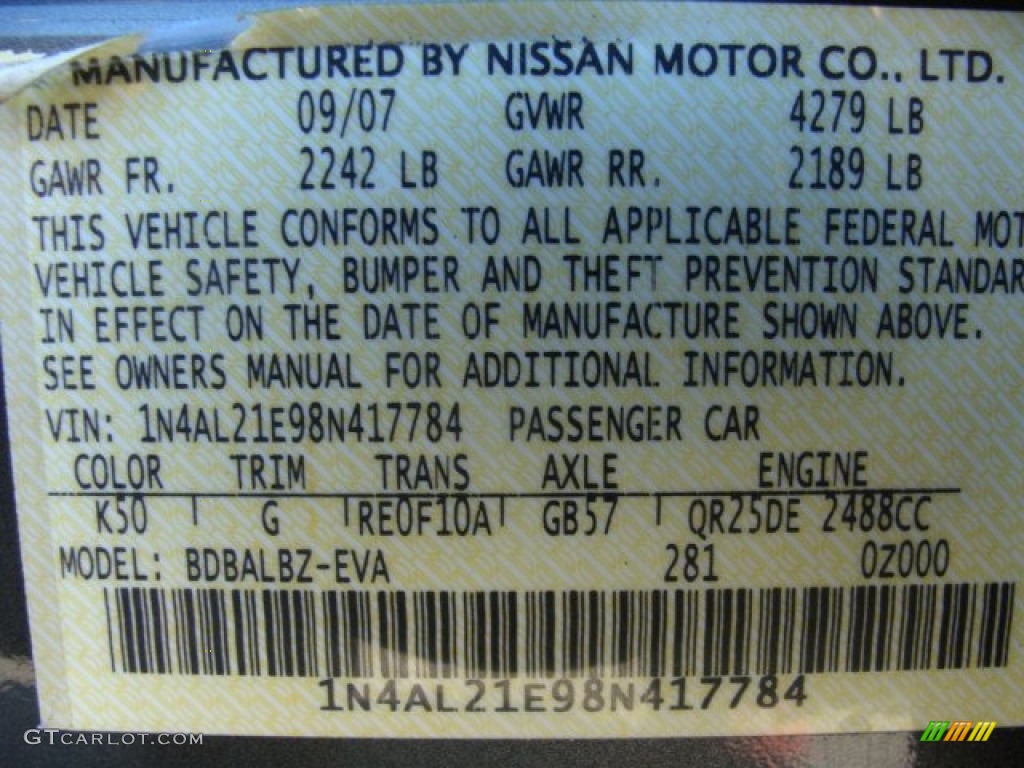 MANUFACTURED BY NISSAN MOTOR CO., LTD.
DATE 09/07 GVWR 4279 LB
GAWR FR. 2242 LB GAWR RR. 2189 LB
THIS VEHICLE CONFORMS TO ALL APPLICABLE FEDERAL MOT
VEHICLE SAFETY, BUMPER AND THEFT PREVENTION STANDAR
IN EFFECT ON THE DATE OF MANUFACTURE SHOWN ABOVE.
SEE OWNERS MANUAL FOR ADDITIONAL INFORMATION.
VIN: 1N4AL21E98N417784 PASSENGER CAR
COLOR TRIM TRANS AXLE ENGINE
K50 G RE0F10A GB57 QR25DE 2488CC
MODEL: BDBALBZ-EVA 281 0Z000
1N4AL21E98N417784
GTCARLOT.COM